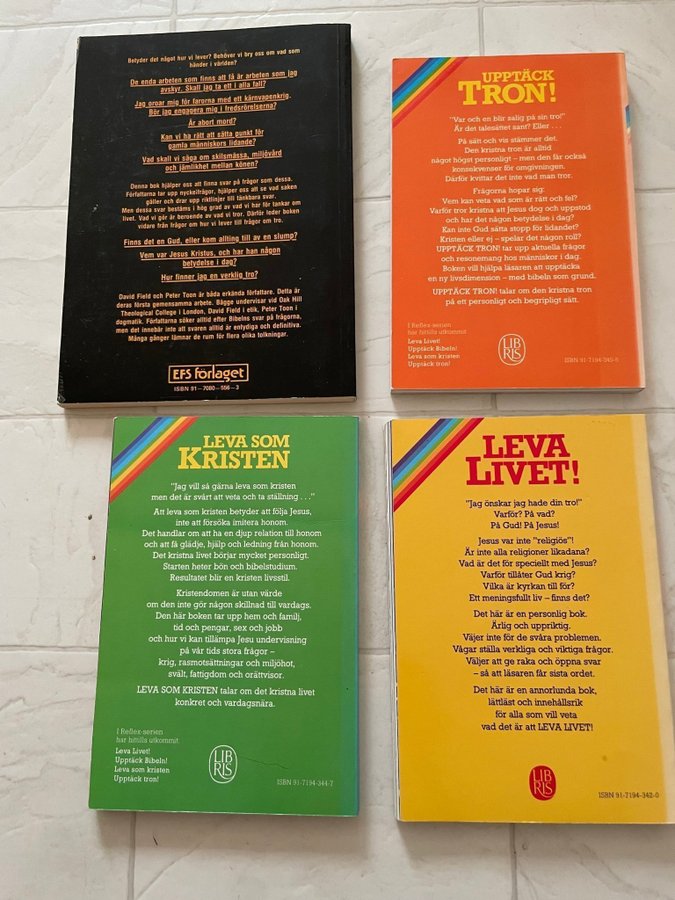 Betyder det något hur vi lever? Behöver vi bry oss om vad som
händer i världen?
De enda arbeten som finns att få är arbeten som jag
avskyr. Skall jag ta ett i alla fall?
Jag oroar mig för farorna med ett kärnvapenkrig.
Bör jag engagera mig i fredsrörelserna?
Är abort mord?
Kan vi ha rätt att sätta punkt för
gamla människors lidande?
Vad skall vi säga om skilsmässa, miljövård
och jämlikhet mellan könen?
Denna bok hjälper oss att finna svar på frågor som dessa.
Författarna tar upp nyckelfrågor, hjälper oss att se vad saken
gäller och drar upp riktlinjer till tänkbara svar.
Men dessa svar bestäms i hög grad av vad vi har för tankar om
livet. Vad vi gör är beroende av vad vi tror. Därför leder boken
vidare från frågor om hur vi lever till frågor om tro.
Finns det en Gud, eller kom allting till av en slump?
Vem var Jesus Kristus, och har han någon
betydelse i dag?
Hur finner jag en verklig tro?
David Field och Peter Toon är båda erkända författare. Detta är
deras första gemensamma arbete. Bägge undervisar vid Oak Hill
Theological College i London, David Field i etik, Peter Toon i
dogmatik. Författarna söker alltid efter Bibelns svar på frågorna,
men det innebär inte att svaren alltid är entydiga och definitiva.
Många gånger lämnar de rum för flera olika tolkningar.
EFS förlaget
ISBN 91-7080-556-3
UPPTÄCK
TRON!
"Var och en blir salig på sin tro!"
Är det talesättet sant? Eller . . .
På sätt och vis stämmer det.
Den kristna tron är alltid
något högst personligt – men den får också
konsekvenser för omgivningen.
Därför kvittar det inte vad man tror.
Frågorna hopar sig:
Vem kan veta vad som är rätt och fel?
Varför tror kristna att Jesus dog och uppstod
och har det någon betydelse i dag?
Kan inte Gud sätta stopp för lidandet?
Kristen eller ej – spelar det någon roll?
UPPTÄCK TRON! tar upp aktuella frågor
och resonemang hos människor i dag.
Boken vill hjälpa läsaren att upptäcka
en ny livsdimension – med bibeln som grund.
UPPTÄCK TRON! talar om den kristna tron
på ett personligt och begripligt sätt.
I Reflex-serien
har hittills utkommit:
Leva Livet!
Upptäck Bibeln!
Leva som kristen
Upptäck tron!
LIB
RIS
ISBN 91-7194-345-5
LEVA SOM
KRISTEN
"Jag vill så gärna leva som kristen
men det är svårt att veta och ta ställning . . ."
Att leva som kristen betyder att följa Jesus,
inte att försöka imitera honom.
Det handlar om att ha en djup relation till honom
och att få glädje, hjälp och ledning från honom.
Det kristna livet börjar mycket personligt.
Starten heter bön och bibelstudium.
Resultatet blir en kristen livsstil.
Kristendomen är utan värde
om den inte gör någon skillnad till vardags.
Den här boken tar upp hem och familj,
tid och pengar, sex och jobb
och hur vi kan tillämpa Jesu undervisning
på vår tids stora frågor –
krig, rasmotsättningar och miljöhot,
svält, fattigdom och orättvisor.
LEVA SOM KRISTEN talar om det kristna livet
konkret och vardagsnära.
I Reflex-serien
har hittills utkommit:
Leva Livet!
Upptäck Bibeln!
Leva som kristen
Upptäck tron!
LIB
RIS
ISBN 91-7194-344-7
LEVA
LIVET!
"Jag önskar jag hade din tro!"
Varför? På vad?
På Gud! På Jesus!
Jesus var inte "religiös"!
Är inte alla religioner likadana?
Vad är det för speciellt med Jesus?
Varför tillåter Gud krig?
Vilka är kyrkan till för?
Ett meningsfullt liv – finns det?
Det här är en personlig bok.
Ärlig och uppriktig.
Väjer inte för de svåra problemen.
Vågar ställa verkliga och viktiga frågor.
Väljer att ge raka och öppna svar
– så att läsaren får sista ordet.
Det här är en annorlunda bok,
lättläst och innehållsrik
för alla som vill veta
vad det är att LEVA LIVET!
LIB
RIS
ISBN 91-7194-342-0